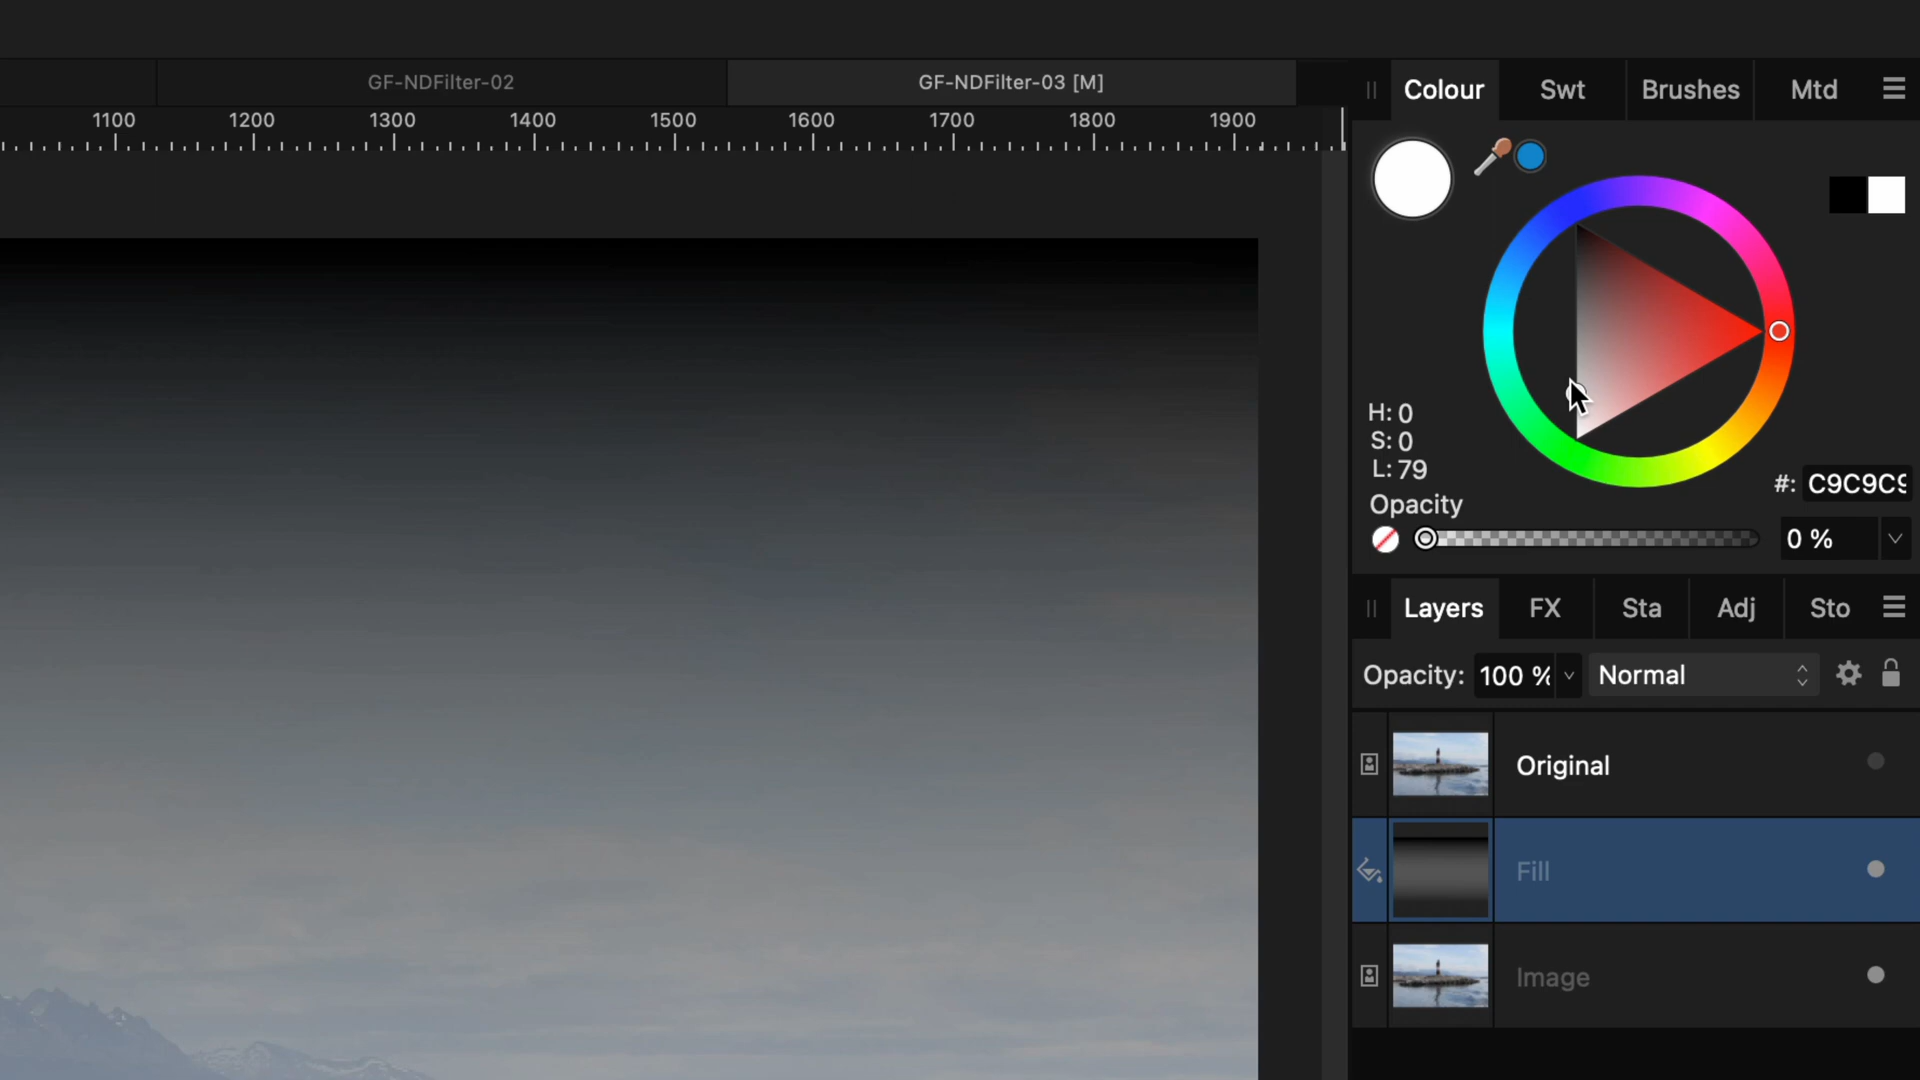 GF-NDFilter-02
GF-NDFilter-03 [M]
1100 1200 1300 1400 1500 1600 1700 1800 1900
Colour Swt Brushes Mtd
H: 0
S: 0
L: 79
#: C9C9C9
Opacity
0 %
Layers FX Sta Adj Sto
Opacity: 100 % Normal
Original
Fill
Image